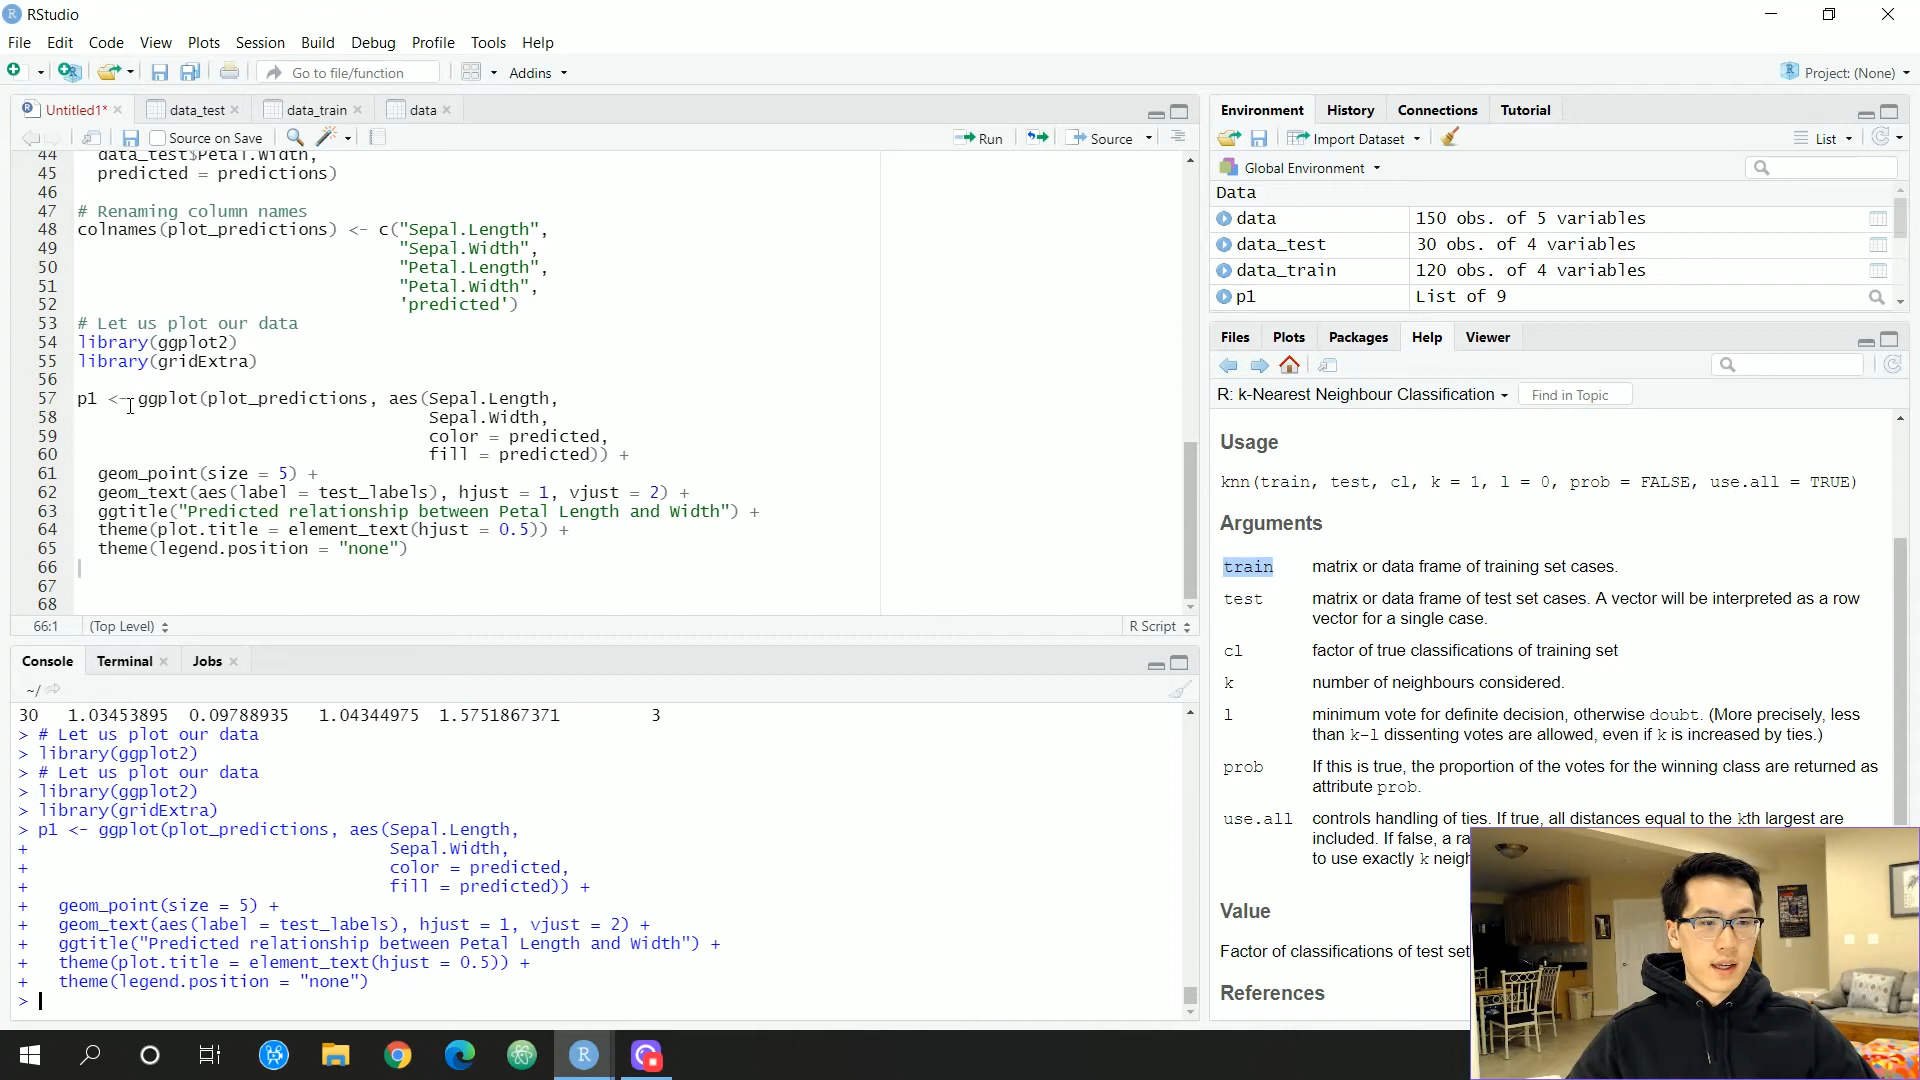 RStudio
File Edit Code View Plots Session Build Debug Profile Tools Help
Go to file/function Addins Project: (None)
Untitled1* data_test data_train data
Source on Save Run Source
44 data_test$Petal.Width,
45 predicted = predictions)
46
47 # Renaming column names
48 colnames(plot_predictions) <- c("Sepal.Length",
49 "Sepal.Width",
50 "Petal.Length",
51 "Petal.Width",
52 'predicted')
53 # Let us plot our data
54 library(ggplot2)
55 library(gridExtra)
56
57 p1 <- ggplot(plot_predictions, aes(Sepal.Length,
58 Sepal.Width,
59 color = predicted,
60 fill = predicted)) +
61 geom_point(size = 5) +
62 geom_text(aes(label = test_labels), hjust = 1, vjust = 2) +
63 ggtitle("Predicted relationship between Petal Length and Width") +
64 theme(plot.title = element_text(hjust = 0.5)) +
65 theme(legend.position = "none")
66
67
68
66:1 (Top Level) R Script
Console Terminal Jobs
~/
30 1.03453895 0.09788935 1.04344975 1.5751867371 3
> # Let us plot our data
> library(ggplot2)
> # Let us plot our data
> library(ggplot2)
> library(gridExtra)
> p1 <- ggplot(plot_predictions, aes(Sepal.Length,
+ Sepal.Width,
+ color = predicted,
+ fill = predicted)) +
+ geom_point(size = 5) +
+ geom_text(aes(label = test_labels), hjust = 1, vjust = 2) +
+ ggtitle("Predicted relationship between Petal Length and Width") +
+ theme(plot.title = element_text(hjust = 0.5)) +
+ theme(legend.position = "none")
>
Environment History Connections Tutorial
Import Dataset List
Global Environment
Data
data 150 obs. of 5 variables
data_test 30 obs. of 4 variables
data_train 120 obs. of 4 variables
p1 List of 9
Files Plots Packages Help Viewer
R: k-Nearest Neighbour Classification Find in Topic
Usage
knn(train, test, cl, k = 1, l = 0, prob = FALSE, use.all = TRUE)
Arguments
train matrix or data frame of training set cases.
test matrix or data frame of test set cases. A vector will be interpreted as a row
vector for a single case.
cl factor of true classifications of training set
k number of neighbours considered.
l minimum vote for definite decision, otherwise doubt. (More precisely, less
than k-l dissenting votes are allowed, even if k is increased by ties.)
prob If this is true, the proportion of the votes for the winning class are returned as
attribute prob.
use.all controls handling of ties. If true, all distances equal to the kth largest are
included. If false, a ra
to use exactly k neigh
Value
Factor of classifications of test set
References